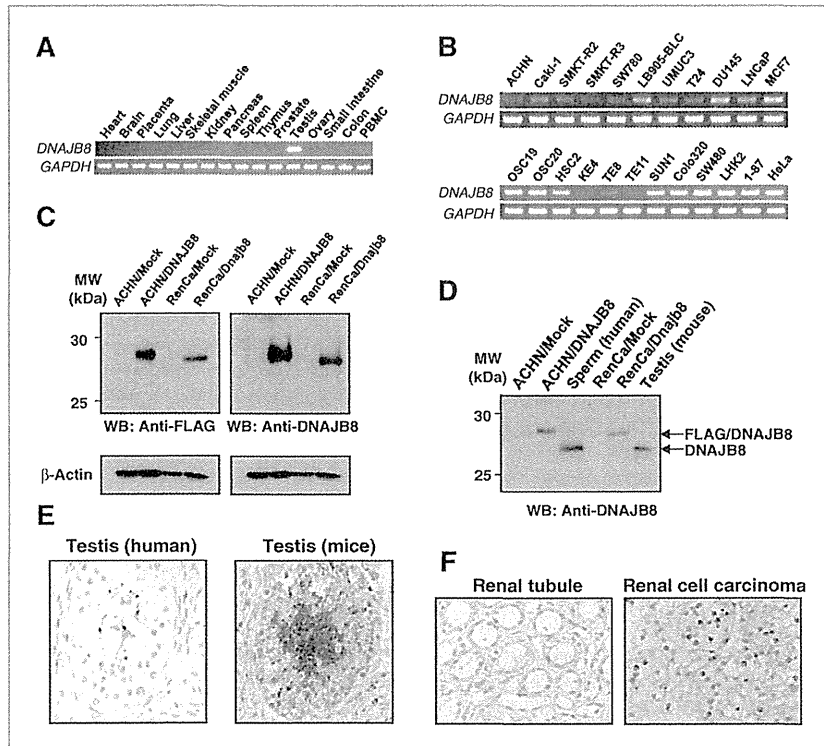 A
Heart
Brain
Placenta
Lung
Liver
Skeletal muscle
Kidney
Pancreas
Spleen
Thymus
Prostate
Testis
Ovary
Small intestine
Colon
PBMC
DNAJB8
GAPDH
B
ACHN
Caki-1
SMKT-R2
SMKT-R3
SW780
LB905-BLC
UMUC3
T24
DU145
LNCaP
MCF7
DNAJB8
GAPDH
OSC19
OSC20
HSC2
KE4
TE8
TE11
SUN1
Colo320
SW480
LHK2
1-87
HeLa
DNAJB8
GAPDH
C
ACHN/Mock
ACHN/DNAJB8
RenCa/Mock
RenCa/Dnajb8
ACHN/Mock
ACHN/DNAJB8
RenCa/Mock
RenCa/Dnajb8
MW
(kDa)
30
25
WB: Anti-FLAG
WB: Anti-DNAJB8
β-Actin
D
ACHN/Mock
ACHN/DNAJB8
Sperm (human)
RenCa/Mock
RenCa/Dnajb8
Testis (mouse)
MW
(kDa)
30
25
FLAG/DNAJB8
DNAJB8
WB: Anti-DNAJB8
E
Testis (human)
Testis (mice)
F
Renal tubule
Renal cell carcinoma